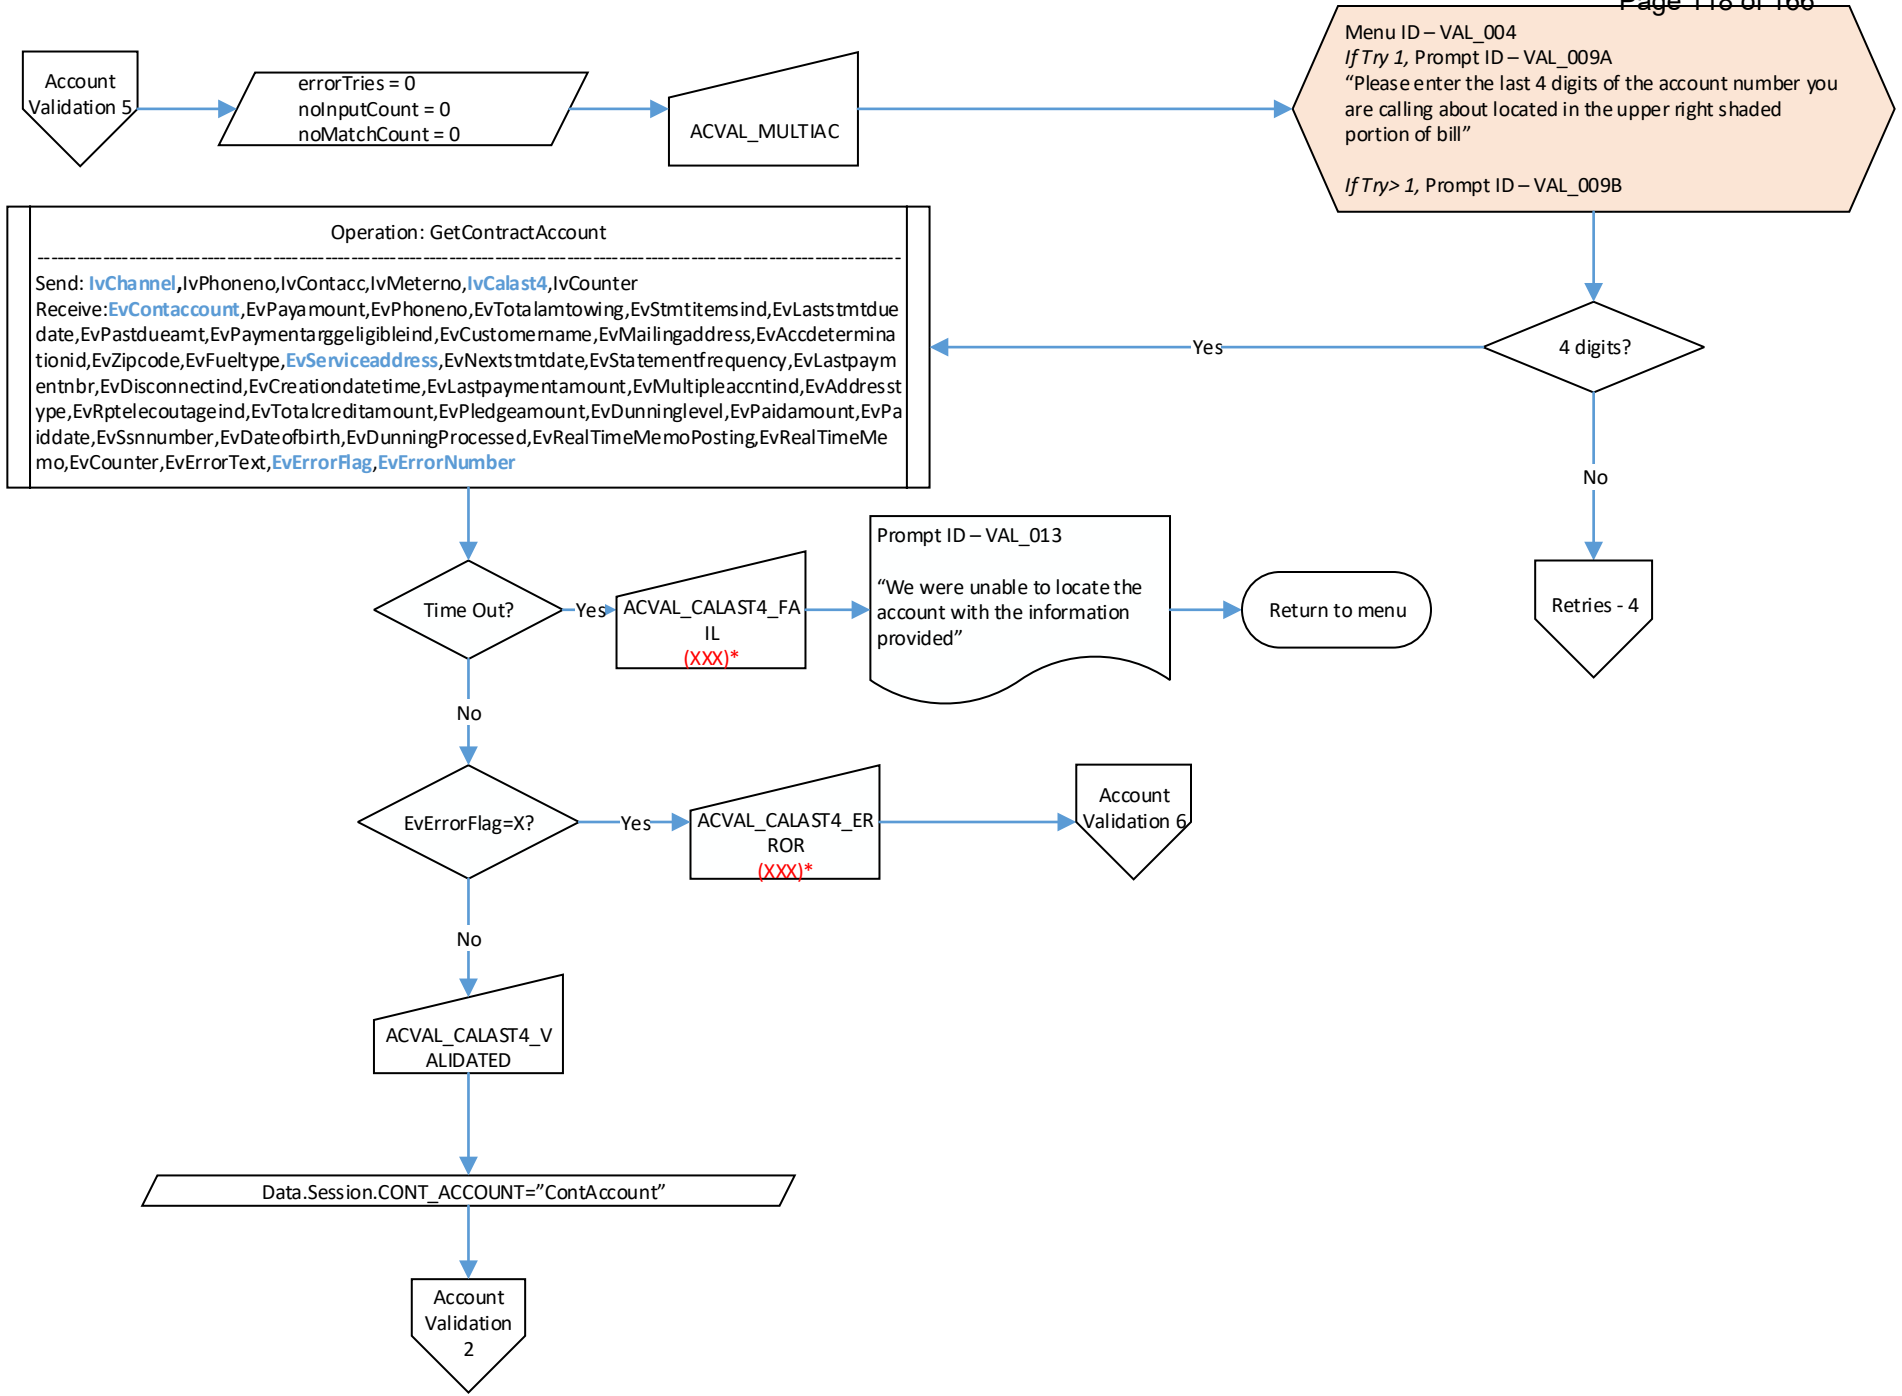 Page 118 of 166
Account
Validation 5
errorTries = 0
noInputCount = 0
noMatchCount = 0
ACVAL_MULTIAC
Menu ID – VAL_004
If Try 1, Prompt ID – VAL_009A
“Please enter the last 4 digits of the account number you
are calling about located in the upper right shaded
portion of bill”
If Try> 1, Prompt ID – VAL_009B
Operation: GetContractAccount
Send: IvChannel,IvPhoneno,IvContacc,IvMeterno,IvCalast4,IvCounter
Receive:EvContaccount,EvPayamount,EvPhoneno,EvTotalamtowing,EvStmtitemsind,EvLaststmtdue
date,EvPastdueamt,EvPaymentarggeligibleind,EvCustomername,EvMailingaddress,EvAccdetermina
tionid,EvZipcode,EvFueltype,EvServiceaddress,EvNextstmtdate,EvStatementfrequency,EvLastpaym
entnbr,EvDisconnectind,EvCreationdatetime,EvLastpaymentamount,EvMultipleaccntind,EvAddresst
ype,EvRptelecoutageind,EvTotalcreditamount,EvPledgeamount,EvDunninglevel,EvPaidamount,EvPa
iddate,EvSsnnumber,EvDateofbirth,EvDunningProcessed,EvRealTimeMemoPosting,EvRealTimeMe
mo,EvCounter,EvErrorText,EvErrorFlag,EvErrorNumber
Yes
4 digits?
No
Retries - 4
Time Out?
Yes
ACVAL_CALAST4_FA
IL
(XXX)*
Prompt ID – VAL_013
“We were unable to locate the
account with the information
provided”
Return to menu
No
EvErrorFlag=X?
Yes
ACVAL_CALAST4_ER
ROR
(XXX)*
Account
Validation 6
No
ACVAL_CALAST4_V
ALIDATED
Data.Session.CONT_ACCOUNT=”ContAccount”
Account
Validation
2